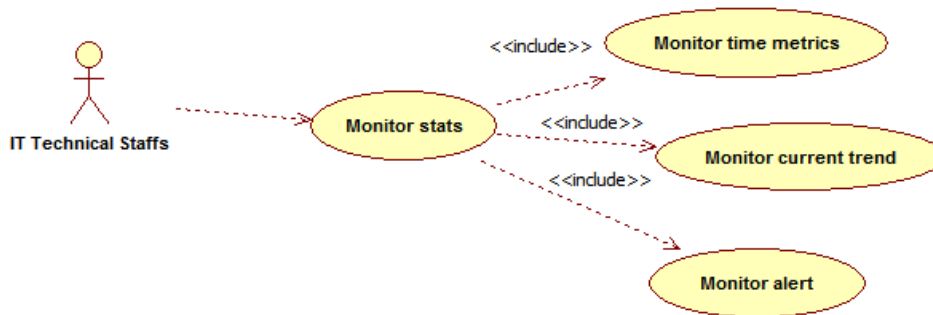 <<include>>
Monitor time metrics
IT Technical Staffs
Monitor stats
<<include>>
Monitor current trend
<<include>>
Monitor alert